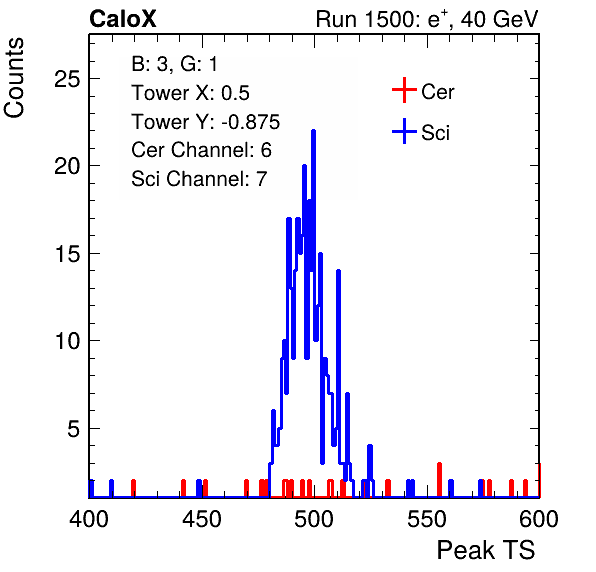 CaloX Run 1500: e⁺, 40 GeV
Counts
B: 3, G: 1
Tower X: 0.5
Tower Y: -0.875
Cer Channel: 6
Sci Channel: 7
Cer
Sci
25
20
15
10
5
400 450 500 550 600
Peak TS